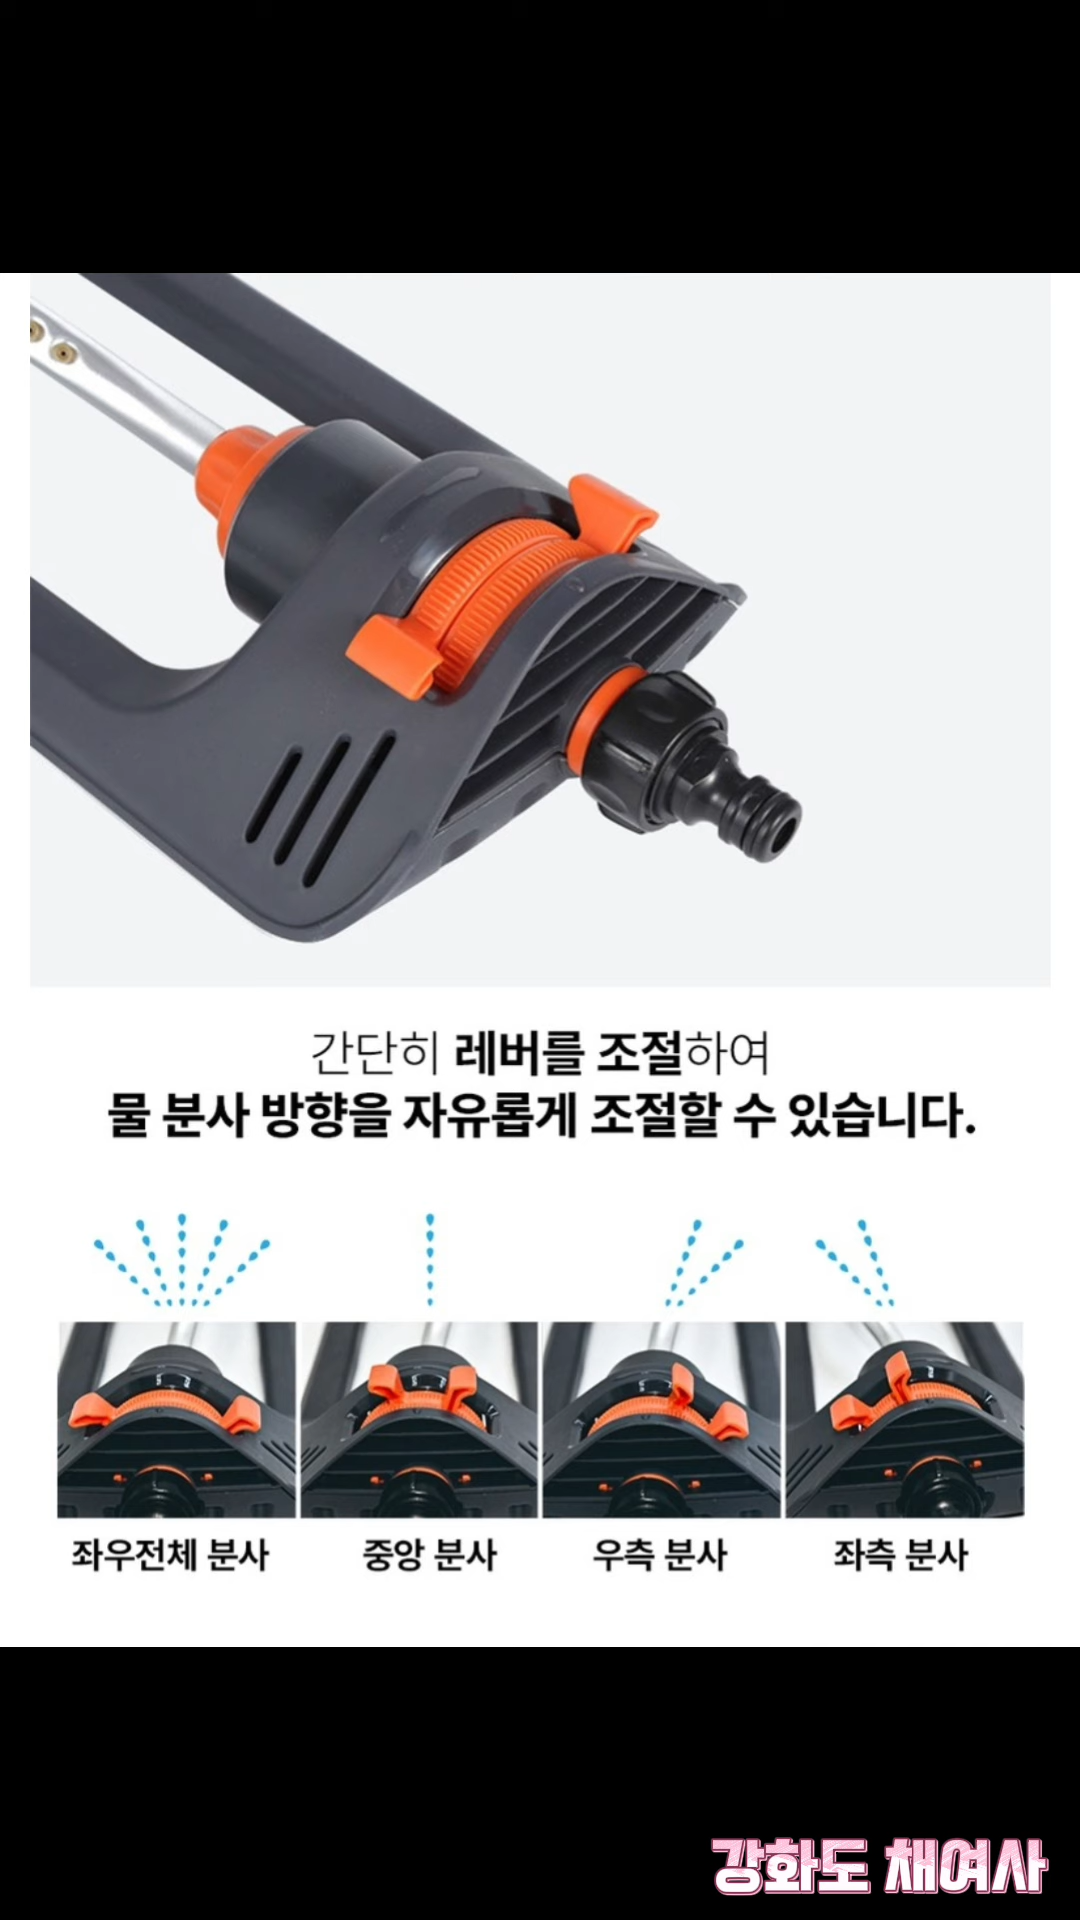 간단히 레버를 조절하여
물 분사 방향을 자유롭게 조절할 수 있습니다.
좌우전체 분사
중앙 분사
우측 분사
좌측 분사
강화도 채여사